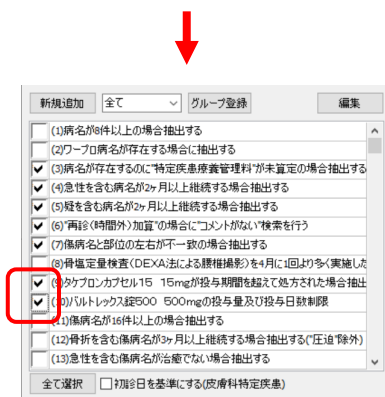 新規追加 全て グループ登録 編集
(1)病名が8件以上の場合抽出する
(2)ワープロ病名が存在する場合に抽出する
(3)病名が存在するのに"特定疾患療養管理料"が未算定の場合抽出する
(4)急性を含む病名が2ヶ月以上継続する場合抽出する
(5)疑を含む病名が2ヶ月以上継続する場合抽出する
(6)"再診(時間外)加算"の場合に"コメントがない"検索を行う
(7)傷病名と部位の左右が不一致の場合抽出する
(8)骨塩定量検査(DEXA法による腰椎撮影)を4月に1回より多く実施した
(9)タケプロンカプセル15 15mgが投与期間を超えて処方された場合抽出
(10)バルトレックス錠500 500mgの投与量及び投与日数制限
(11)傷病名が16件以上の場合抽出する
(12)骨折を含む傷病名が3ヶ月以上継続する場合抽出する("圧迫"除外)
(13)急性を含む傷病名が治癒でない場合抽出する
全て選択 初診日を基準にする(皮膚科特定疾患)